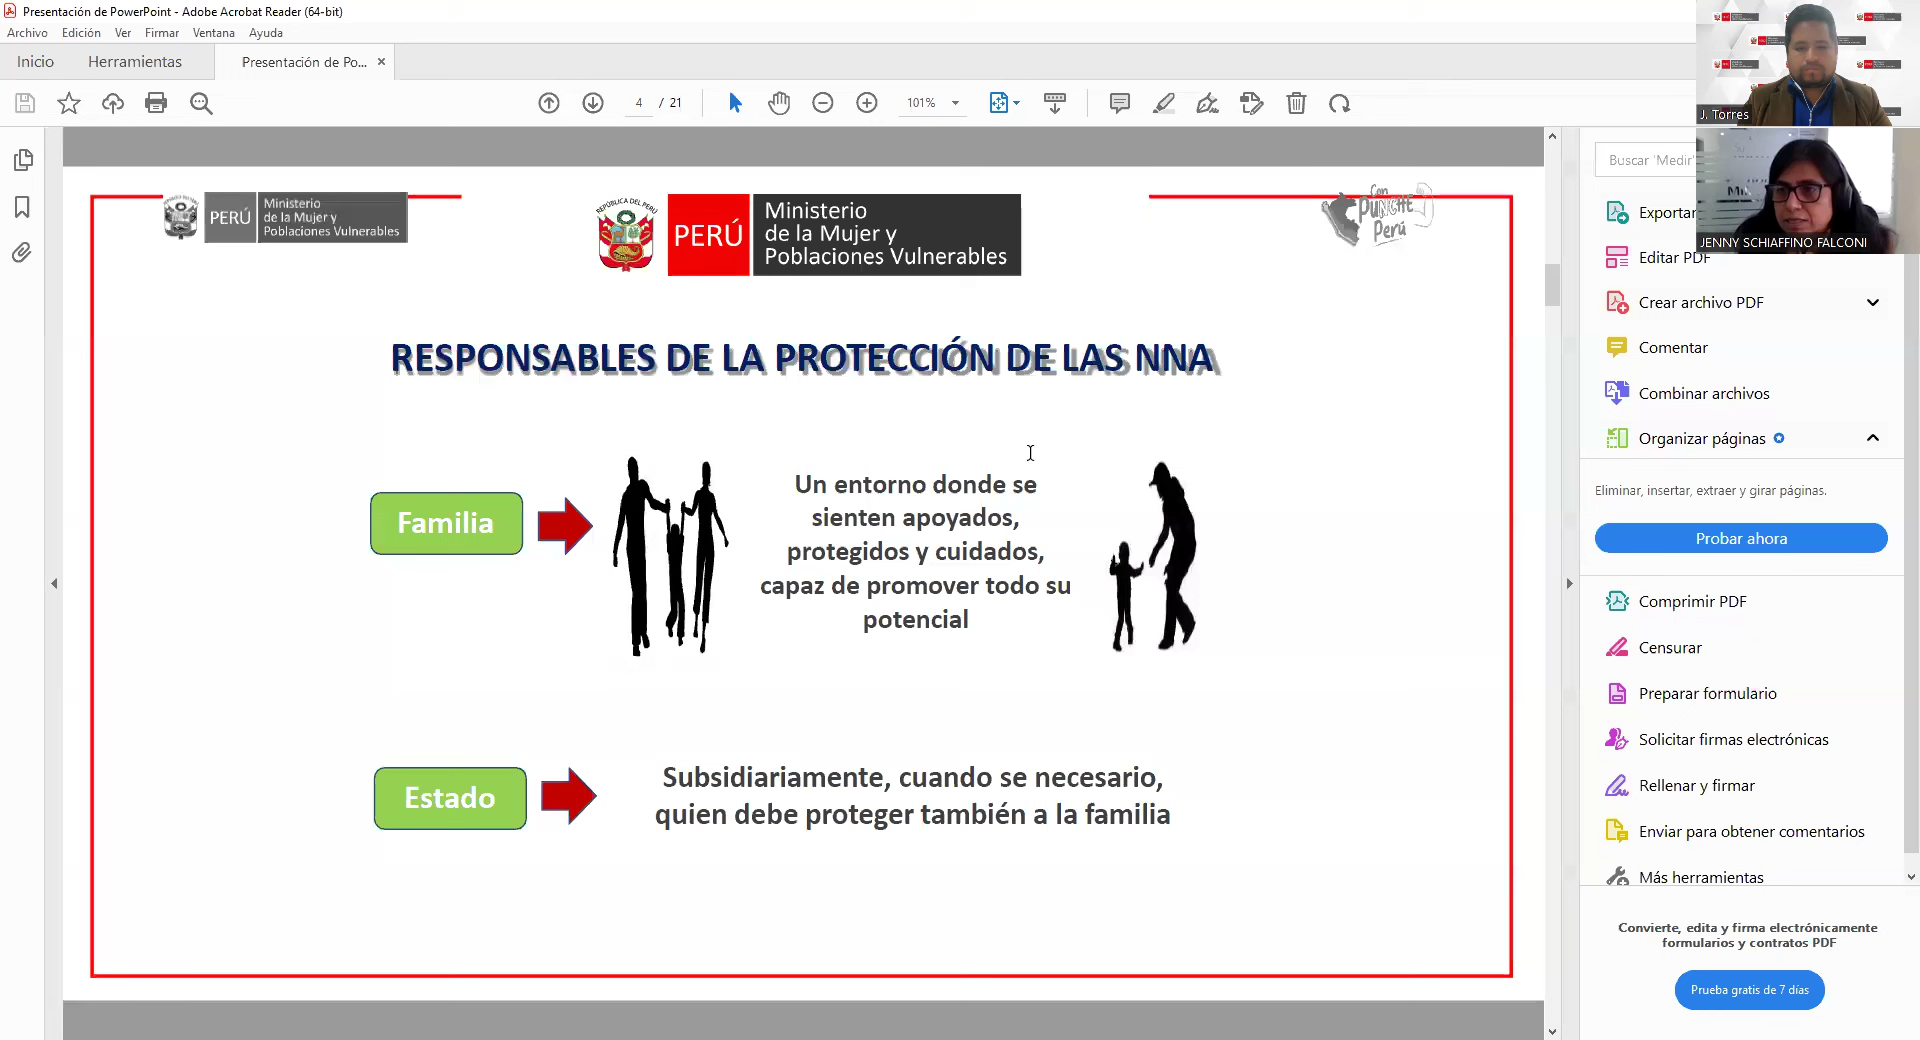 Presentación de PowerPoint - Adobe Acrobat Reader (64-bit)
Archivo Edición Ver Firmar Ventana Ayuda
Inicio Herramientas Presentación de Po... ×
4 / 21 101%
J. Torres
JENNY SCHIAFFINO FALCONI
PERÚ
Ministerio
de la Mujer y
Poblaciones Vulnerables
REPÚBLICA DEL PERÚ
PERÚ
Ministerio
de la Mujer y
Poblaciones Vulnerables
Con
PUNCHE
Perú
RESPONSABLES DE LA PROTECCIÓN DE LAS NNA
Familia
Un entorno donde se
sienten apoyados,
protegidos y cuidados,
capaz de promover todo su
potencial
Estado
Subsidiariamente, cuando se necesario,
quien debe proteger también a la familia
Buscar 'Medir'
Exportar
Editar PDF
Crear archivo PDF
Comentar
Combinar archivos
Organizar páginas
Eliminar, insertar, extraer y girar páginas.
Probar ahora
Comprimir PDF
Censurar
Preparar formulario
Solicitar firmas electrónicas
Rellenar y firmar
Enviar para obtener comentarios
Más herramientas
Convierte, edita y firma electrónicamente
formularios y contratos PDF
Prueba gratis de 7 días